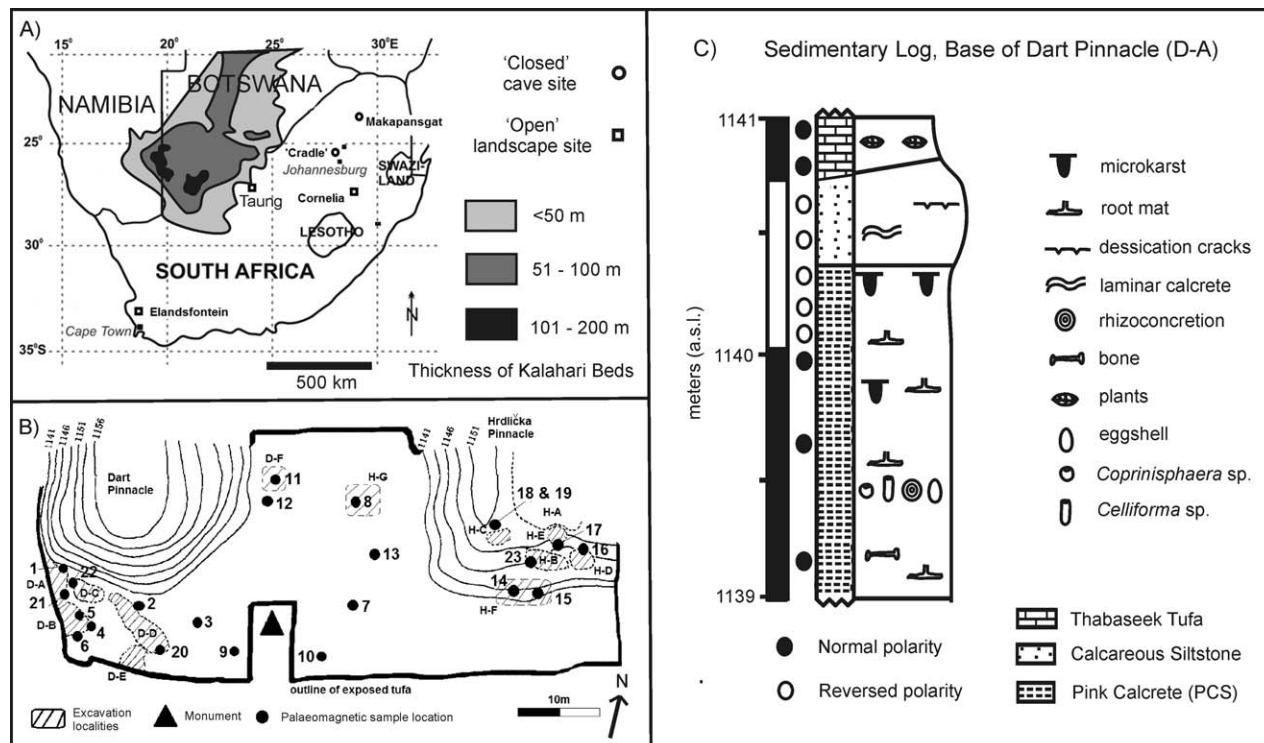 A)
15°
20°
25°
30°E
NAMIBIA
BOTSWANA
'Closed'
cave site
Makapansgat
'Open'
landscape site
25°
'Cradle'
Johannesburg
SWAZI-
LAND
Taung
Cornelia
LESOTHO
<50 m
30°
SOUTH AFRICA
51 - 100 m
Elandsfontein
Cape Town
N
101 - 200 m
35°S
500 km
Thickness of Kalahari Beds
B)
1141
1146
1151
1156
Dart
Pinnacle
D-F
11
12
H-G
8
13
1141
1146
1151
Hrdlička
Pinnacle
18 & 19
H-A
17
H-C
H-E
16
23
H-B
H-D
14
15
H-F
1
22
D-A
D-C
21
2
5
D-B
4
3
7
6
D-D
20
9
10
D-E
outline of exposed tufa
N
Excavation
localities
Monument
Palaeomagnetic sample location
10m
C) Sedimentary Log, Base of Dart Pinnacle (D-A)
1141
1140
1139
meters (a.s.l.)
microkarst
root mat
dessication cracks
laminar calcrete
rhizoconcretion
bone
plants
eggshell
Coprinisphaera sp.
Celliforma sp.
Normal polarity
Reversed polarity
Thabaseek Tufa
Calcareous Siltstone
Pink Calcrete (PCS)